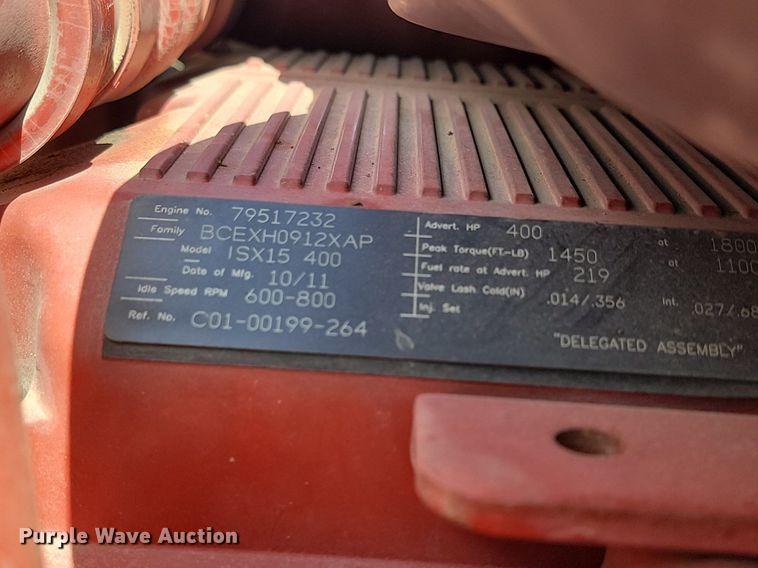 Engine No. 79517232
Family BCEXH0912XAP
Model ISX15 400
Date of Mfg. 10/11
Idle Speed RPM 600-800
Ref. No. C01-00199-264
Advert. HP 400 at 1800
Peak Torque(FT-LB) 1450 at 1100
Fuel rate at Advert. HP 219
Valve Lash Cold(IN) .014/.356 Int. .027/.68
Inj. Set
"DELEGATED ASSEMBLY"
Purple Wave Auction